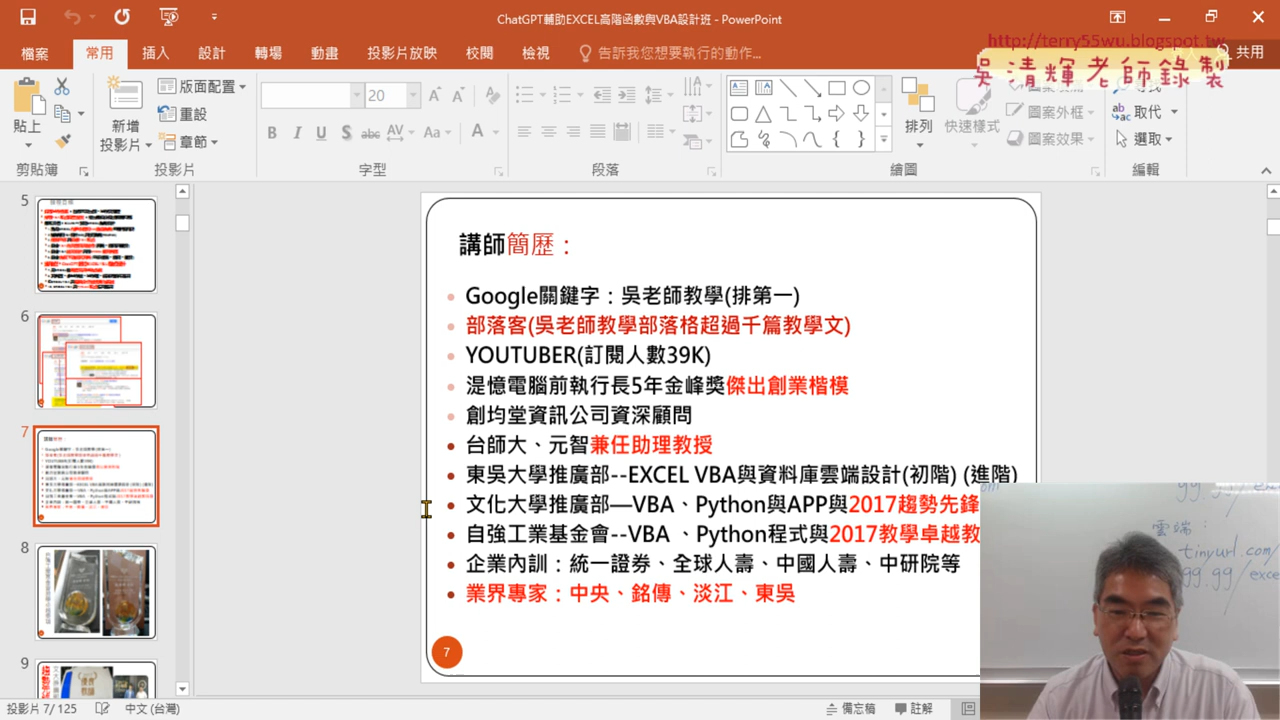 ChatGPT輔助EXCEL高階函數與VBA設計班 - PowerPoint
http://terry55wu.blogspot.tw
吳清輝老師錄製
檔案 常用 插入 設計 轉場 動畫 投影片放映 校閱 檢視 告訴我您想要執行的動作... 共用
貼上
剪貼簿
新增
投影片
版面配置
重設
章節
投影片
20
B I U S abc AV Aa A
字型
段落
排列
快速樣式
圖案外框
圖案效果
繪圖
取代
選取
編輯
5
6
7
8
9
講師簡歷：
Google關鍵字：吳老師教學(排第一)
部落客(吳老師教學部落格超過千篇教學文)
YOUTUBER(訂閱人數39K)
湜憶電腦前執行長5年金峰獎傑出創業楷模
創均堂資訊公司資深顧問
台師大、元智兼任助理教授
東吳大學推廣部--EXCEL VBA與資料庫雲端設計(初階) (進階)
文化大學推廣部—VBA、Python與APP與2017趨勢先鋒
自強工業基金會--VBA 、Python程式與2017教學卓越教
企業內訓：統一證券、全球人壽、中國人壽、中研院等
業界專家：中央、銘傳、淡江、東吳
7
雲端：
tinyurl.com/
gg.gg/exce
投影片 7/125 中文 (台灣) 備忘稿 註解